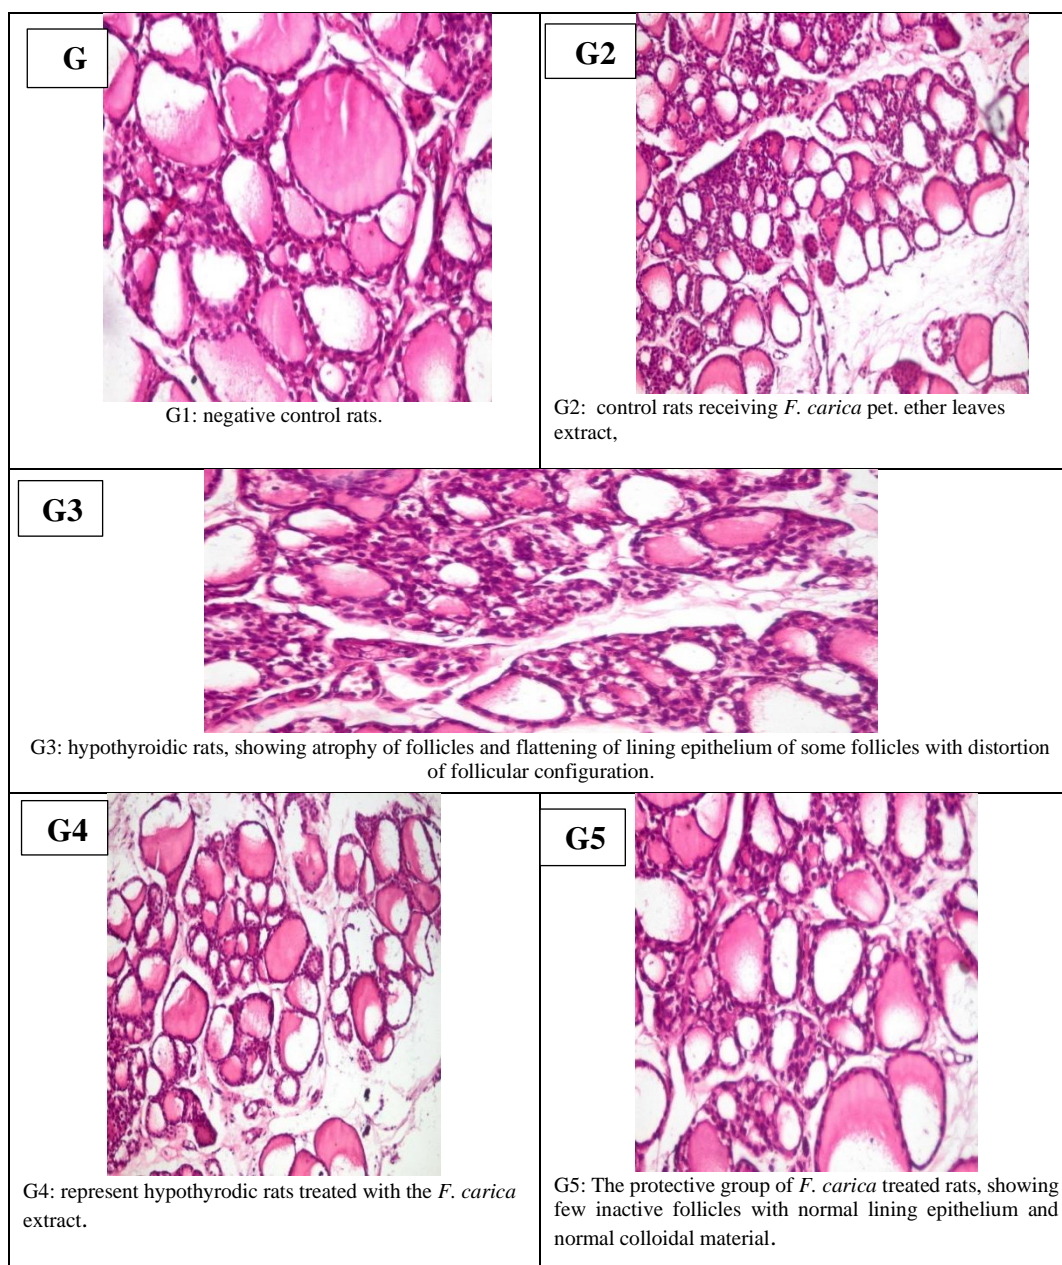 G
G2
G1: negative control rats.
G2: control rats receiving F. carica pet. ether leaves
extract,
G3
G3: hypothyroidic rats, showing atrophy of follicles and flattening of lining epithelium of some follicles with distortion
of follicular configuration.
G4
G5
G4: represent hypothyrodic rats treated with the F. carica
extract.
G5: The protective group of F. carica treated rats, showing
few inactive follicles with normal lining epithelium and
normal colloidal material.